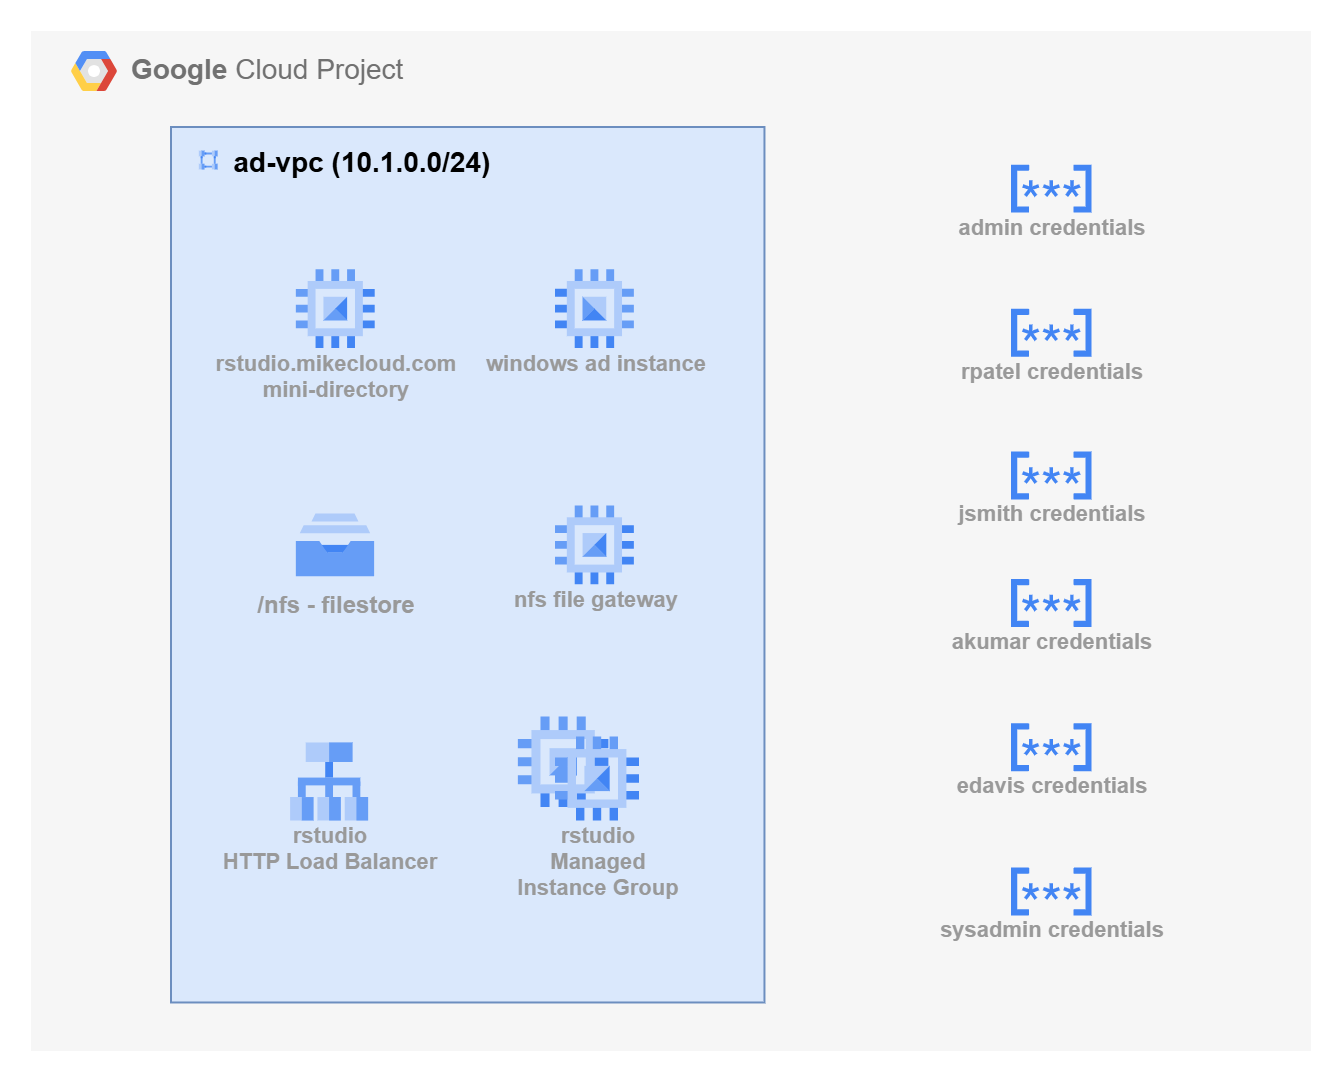 Google Cloud Project
ad-vpc (10.1.0.0/24)
rstudio.mikecloud.com
mini-directory
windows ad instance
/nfs - filestore
nfs file gateway
rstudio
HTTP Load Balancer
rstudio
Managed
Instance Group
[***]
admin credentials
[***]
rpatel credentials
[***]
jsmith credentials
[***]
akumar credentials
[***]
edavis credentials
[***]
sysadmin credentials